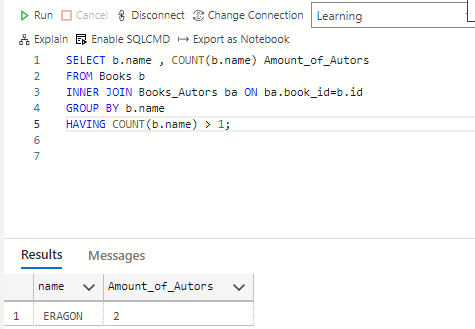 Run Cancel Disconnect Change Connection Learning
Explain Enable SQLCMD Export as Notebook
1 SELECT b.name , COUNT(b.name) Amount_of_Autors
2 FROM Books b
3 INNER JOIN Books_Autors ba ON ba.book_id=b.id
4 GROUP BY b.name
5 HAVING COUNT(b.name) > 1;
6
7
Results Messages
name Amount_of_Autors
1 ERAGON 2